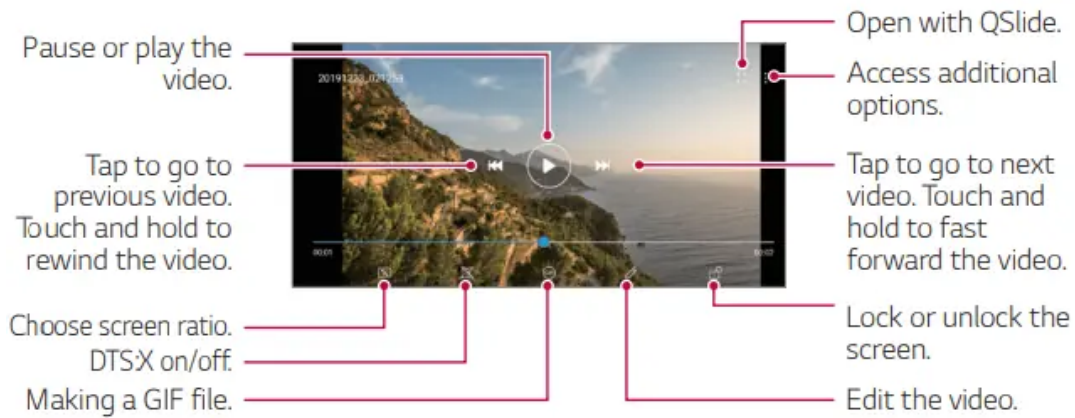 Pause or play the
video.
Tap to go to
previous video.
Touch and hold to
rewind the video.
Choose screen ratio.
DTS:X on/off.
Making a GIF file.
20191223_021253
00:01
00:02
Open with QSlide.
Access additional
options.
Tap to go to next
video. Touch and
hold to fast
forward the video.
Lock or unlock the
screen.
Edit the video.